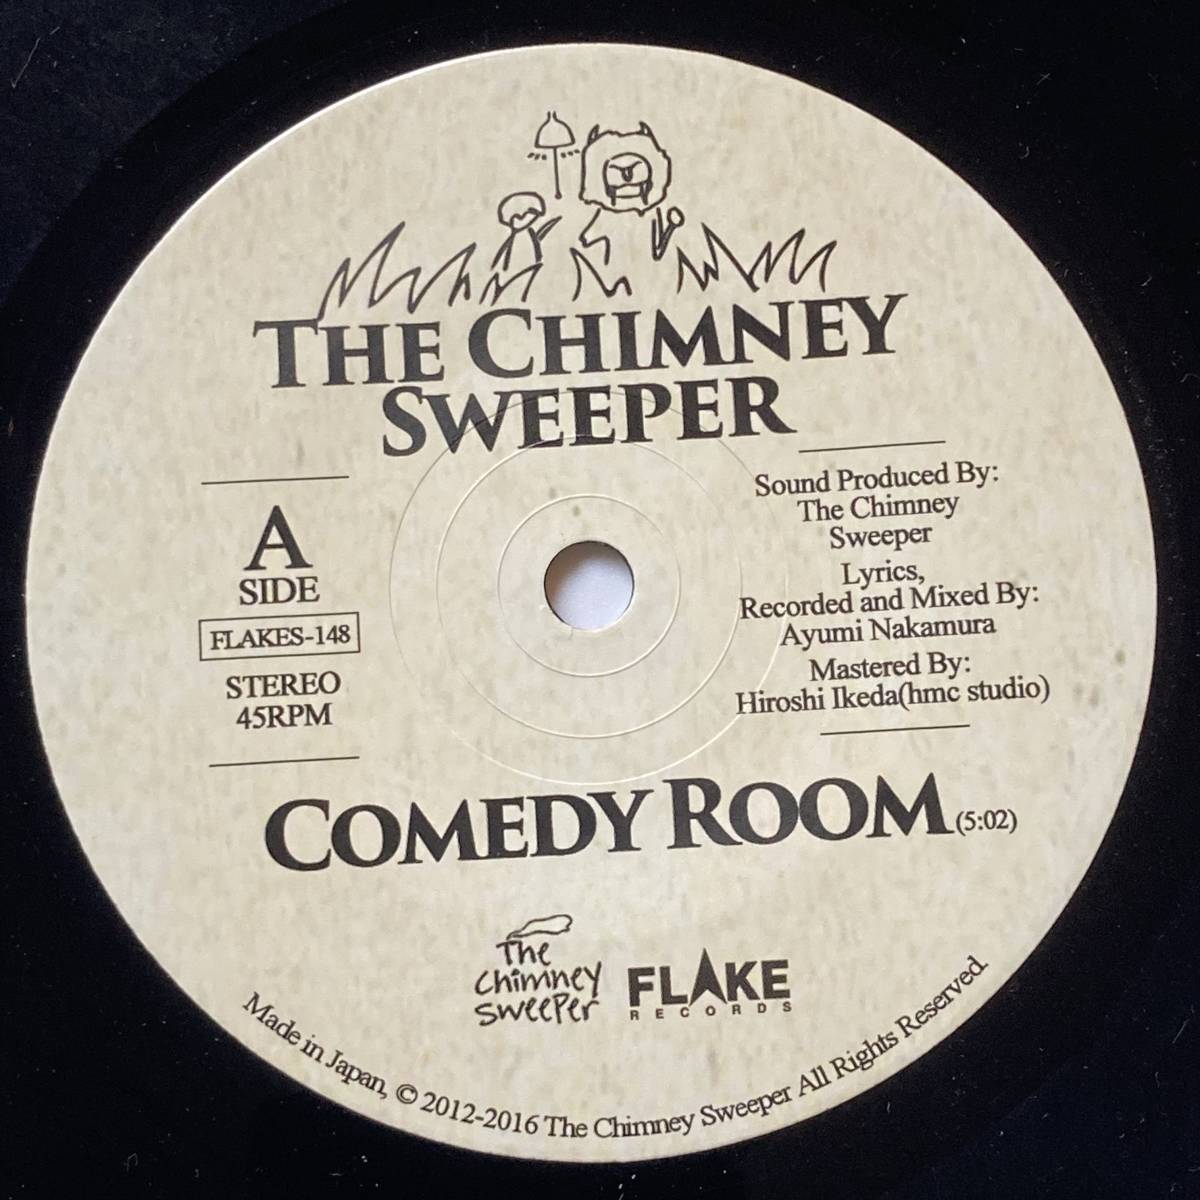 THE CHIMNEY
SWEEPER
A
SIDE
FLAKES-148
STEREO
45RPM
Sound Produced By:
The Chimney
Sweeper
Lyrics,
Recorded and Mixed By:
Ayumi Nakamura
Mastered By:
Hiroshi Ikeda(hmc studio)
COMEDY ROOM (5:02)
The
chimney
sweeper
FLAKE
RECORDS
Made in Japan, © 2012-2016 The Chimney Sweeper All Rights Reserved.